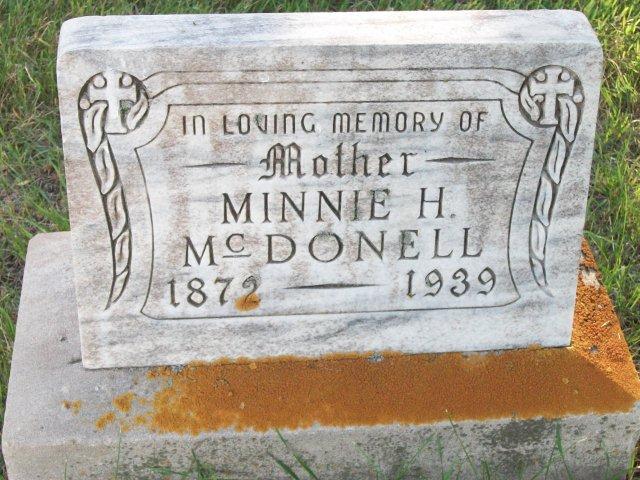 IN LOVING MEMORY OF
Mother
MINNIE H.
McDONELL
1872 — 1939